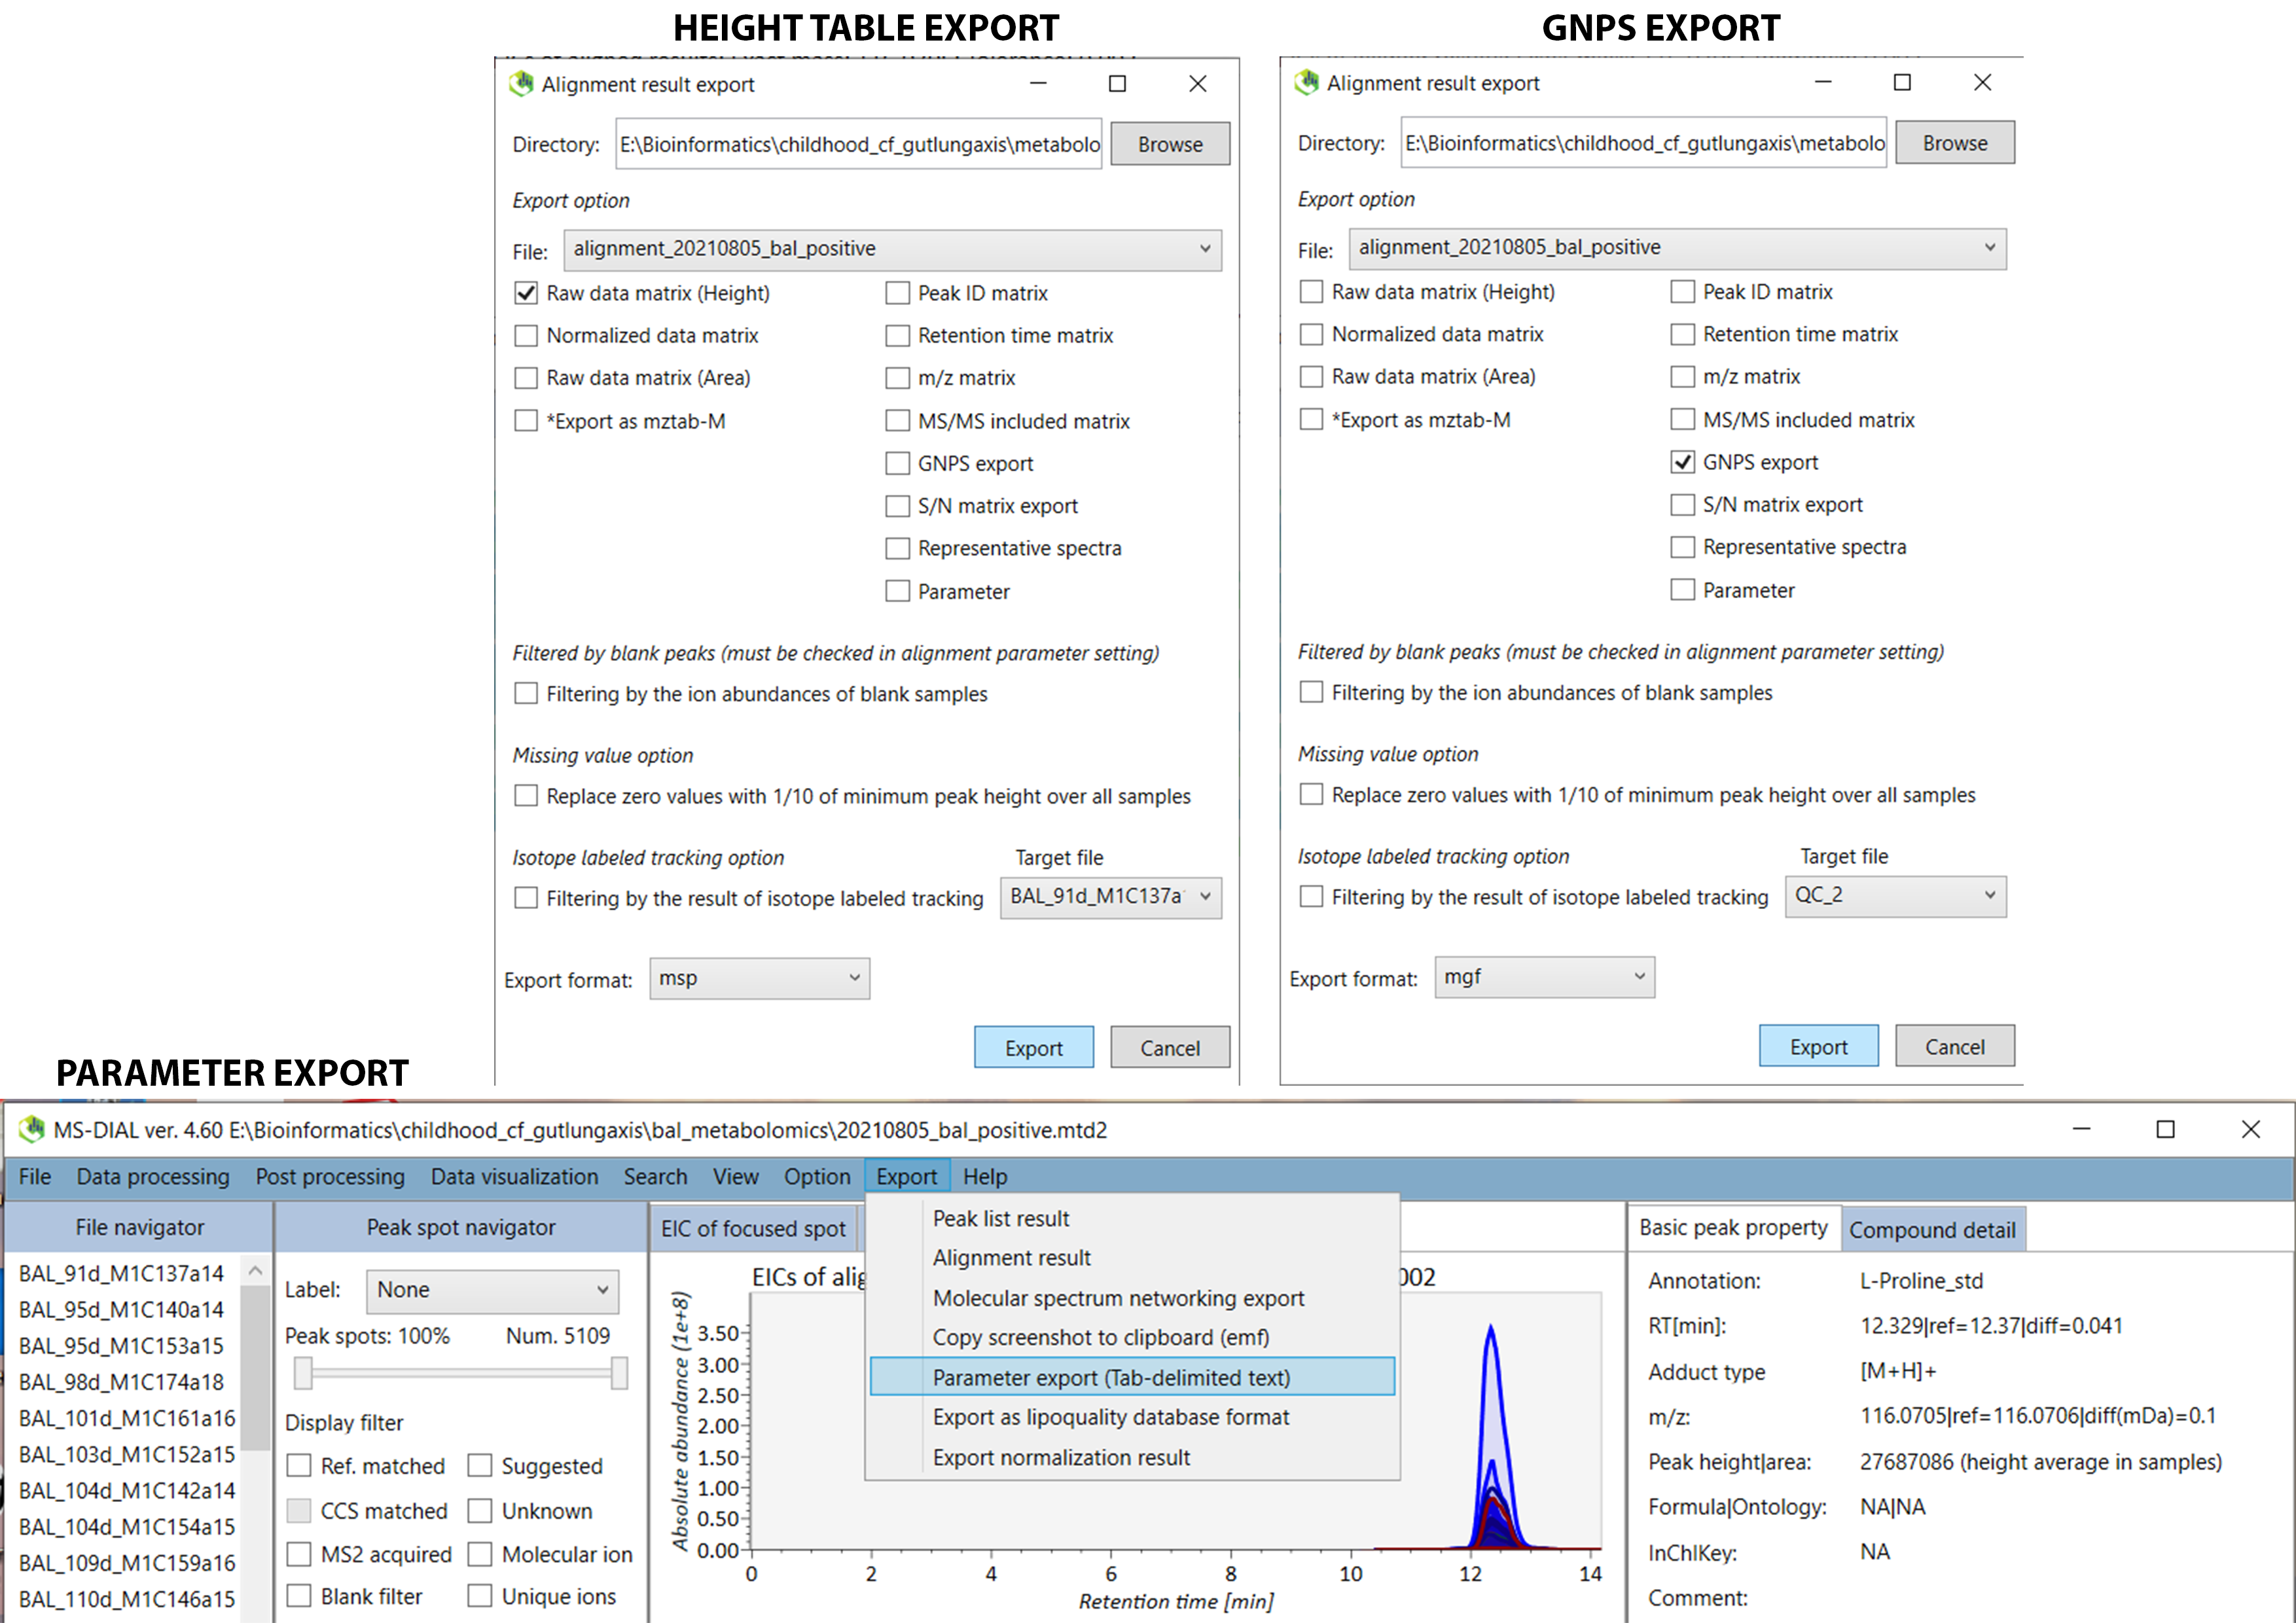 HEIGHT TABLE EXPORT
Alignment result export
Directory: E:\Bioinformatics\childhood_cf_gutlungaxis\metabolo Browse
Export option
File: alignment_20210805_bal_positive
Raw data matrix (Height) Peak ID matrix
Normalized data matrix Retention time matrix
Raw data matrix (Area) m/z matrix
*Export as mztab-M MS/MS included matrix
GNPS export
S/N matrix export
Representative spectra
Parameter
Filtered by blank peaks (must be checked in alignment parameter setting)
Filtering by the ion abundances of blank samples
Missing value option
Replace zero values with 1/10 of minimum peak height over all samples
Isotope labeled tracking option Target file
Filtering by the result of isotope labeled tracking BAL_91d_M1C137a
Export format: msp
Export Cancel
GNPS EXPORT
Alignment result export
Directory: E:\Bioinformatics\childhood_cf_gutlungaxis\metabolo Browse
Export option
File: alignment_20210805_bal_positive
Raw data matrix (Height) Peak ID matrix
Normalized data matrix Retention time matrix
Raw data matrix (Area) m/z matrix
*Export as mztab-M MS/MS included matrix
GNPS export
S/N matrix export
Representative spectra
Parameter
Filtered by blank peaks (must be checked in alignment parameter setting)
Filtering by the ion abundances of blank samples
Missing value option
Replace zero values with 1/10 of minimum peak height over all samples
Isotope labeled tracking option Target file
Filtering by the result of isotope labeled tracking QC_2
Export format: mgf
Export Cancel
PARAMETER EXPORT
MS-DIAL ver. 4.60 E:\Bioinformatics\childhood_cf_gutlungaxis\bal_metabolomics\20210805_bal_positive.mtd2
File Data processing Post processing Data visualization Search View Option Export Help
File navigator
BAL_91d_M1C137a14
BAL_95d_M1C140a14
BAL_95d_M1C153a15
BAL_98d_M1C174a18
BAL_101d_M1C161a16
BAL_103d_M1C152a15
BAL_104d_M1C142a14
BAL_104d_M1C154a15
BAL_109d_M1C159a16
BAL_110d_M1C146a15
Peak spot navigator
Label: None
Peak spots: 100% Num. 5109
Display filter
Ref. matched Suggested
CCS matched Unknown
MS2 acquired Molecular ion
Blank filter Unique ions
EIC of focused spot
Peak list result
Alignment result
Molecular spectrum networking export
Copy screenshot to clipboard (emf)
Parameter export (Tab-delimited text)
Export as lipoquality database format
Export normalization result
EICs of alig 002
Absolute abundance (1e+8)
3.50
3.00
2.50
2.00
1.50
1.00
0.50
0.00
0 2 4 6 8 10 12 14
Retention time [min]
Basic peak property Compound detail
Annotation: L-Proline_std
RT[min]: 12.329|ref=12.37|diff=0.041
Adduct type [M+H]+
m/z: 116.0705|ref=116.0706|diff(mDa)=0.1
Peak height|area: 27687086 (height average in samples)
Formula|Ontology: NA|NA
InChIKey: NA
Comment: